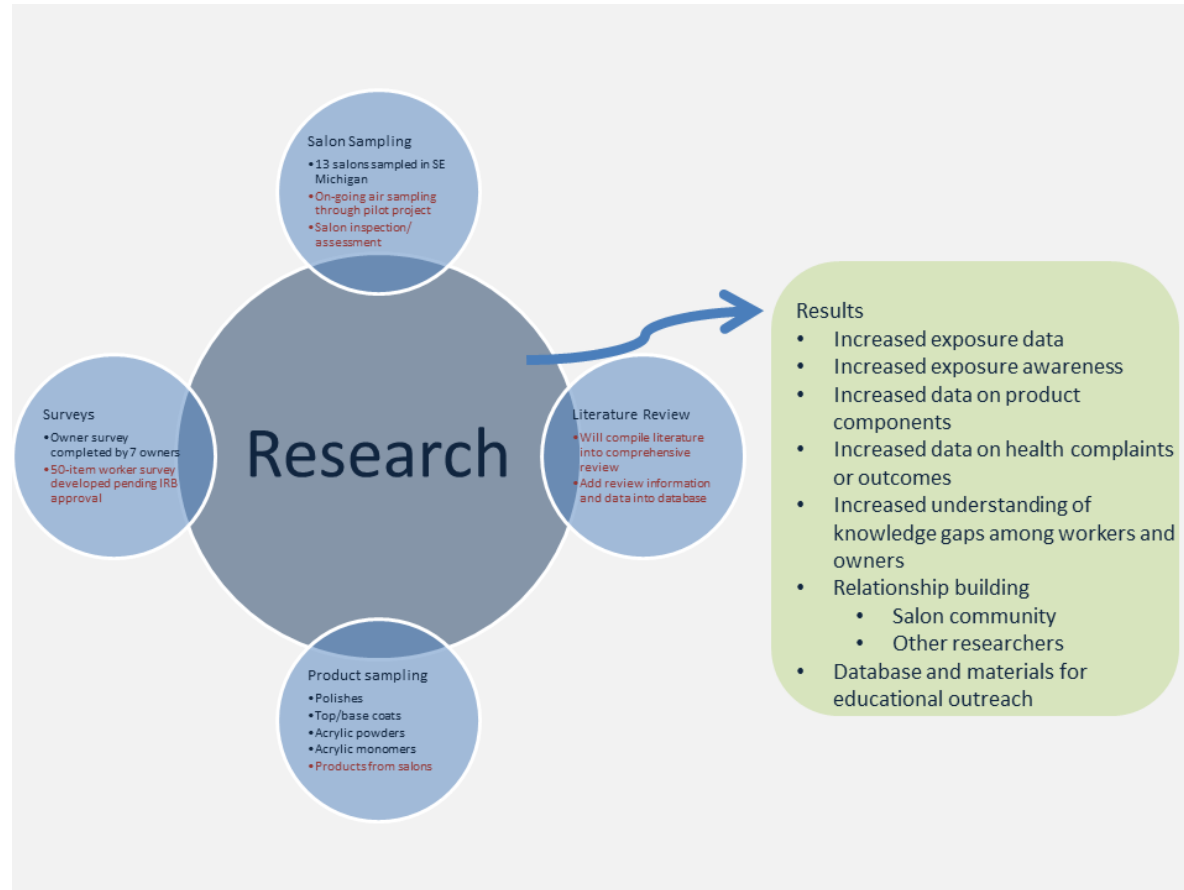 Salon Sampling
•13 salons sampled in SE
Michigan
•On-going air sampling
through pilot project
•Salon inspection/
assessment
Surveys
•Owner survey
completed by 7 owners
•50-item worker survey
developed pending IRB
approval
Research
Literature Review
•Will compile literature
into comprehensive
review
•Add review information
and data into database
Product sampling
•Polishes
•Top/base coats
•Acrylic powders
•Acrylic monomers
•Products from salons
Results
• Increased exposure data
• Increased exposure awareness
• Increased data on product
components
• Increased data on health complaints
or outcomes
• Increased understanding of
knowledge gaps among workers and
owners
• Relationship building
• Salon community
• Other researchers
• Database and materials for
educational outreach